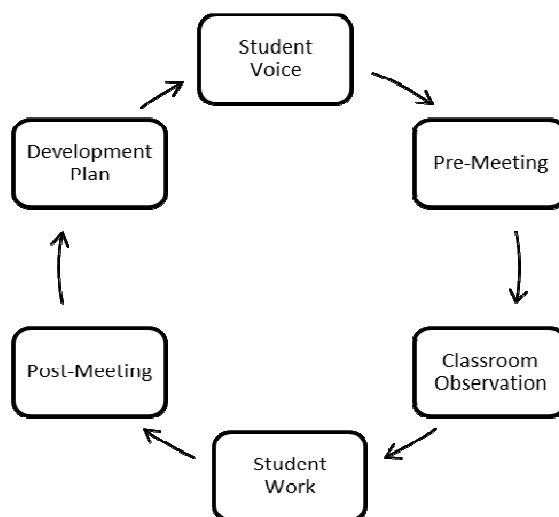 Student
Voice
Pre-Meeting
Classroom
Observation
Student
Work
Post-Meeting
Development
Plan